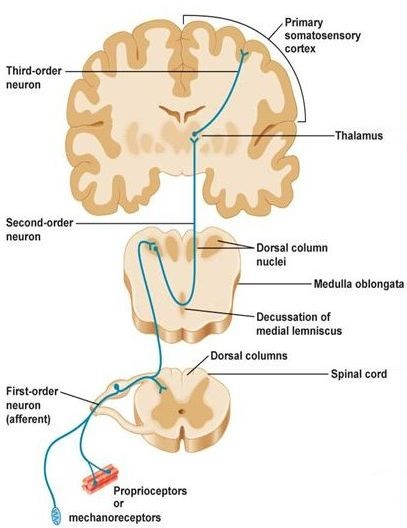 Primary
somatosensory
cortex
Third-order
neuron
Thalamus
Second-order
neuron
Dorsal column
nuclei
Medulla oblongata
Decussation of
medial lemniscus
Dorsal columns
Spinal cord
First-order
neuron
(afferent)
Proprioceptors
or
mechanoreceptors